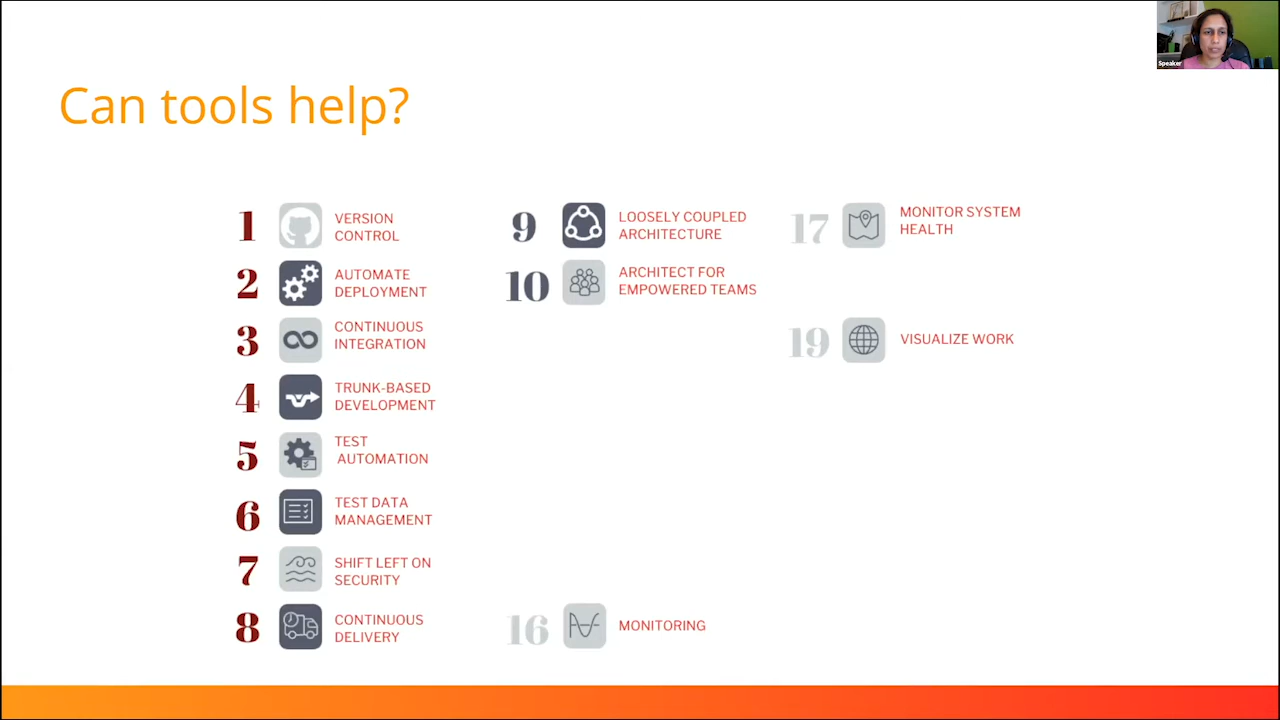 Speaker
Can tools help?
1
VERSION
CONTROL
2
AUTOMATE
DEPLOYMENT
3
CONTINUOUS
INTEGRATION
4
TRUNK-BASED
DEVELOPMENT
5
TEST
AUTOMATION
6
TEST DATA
MANAGEMENT
7
SHIFT LEFT ON
SECURITY
8
CONTINUOUS
DELIVERY
9
LOOSELY COUPLED
ARCHITECTURE
10
ARCHITECT FOR
EMPOWERED TEAMS
16
MONITORING
17
MONITOR SYSTEM
HEALTH
19
VISUALIZE WORK